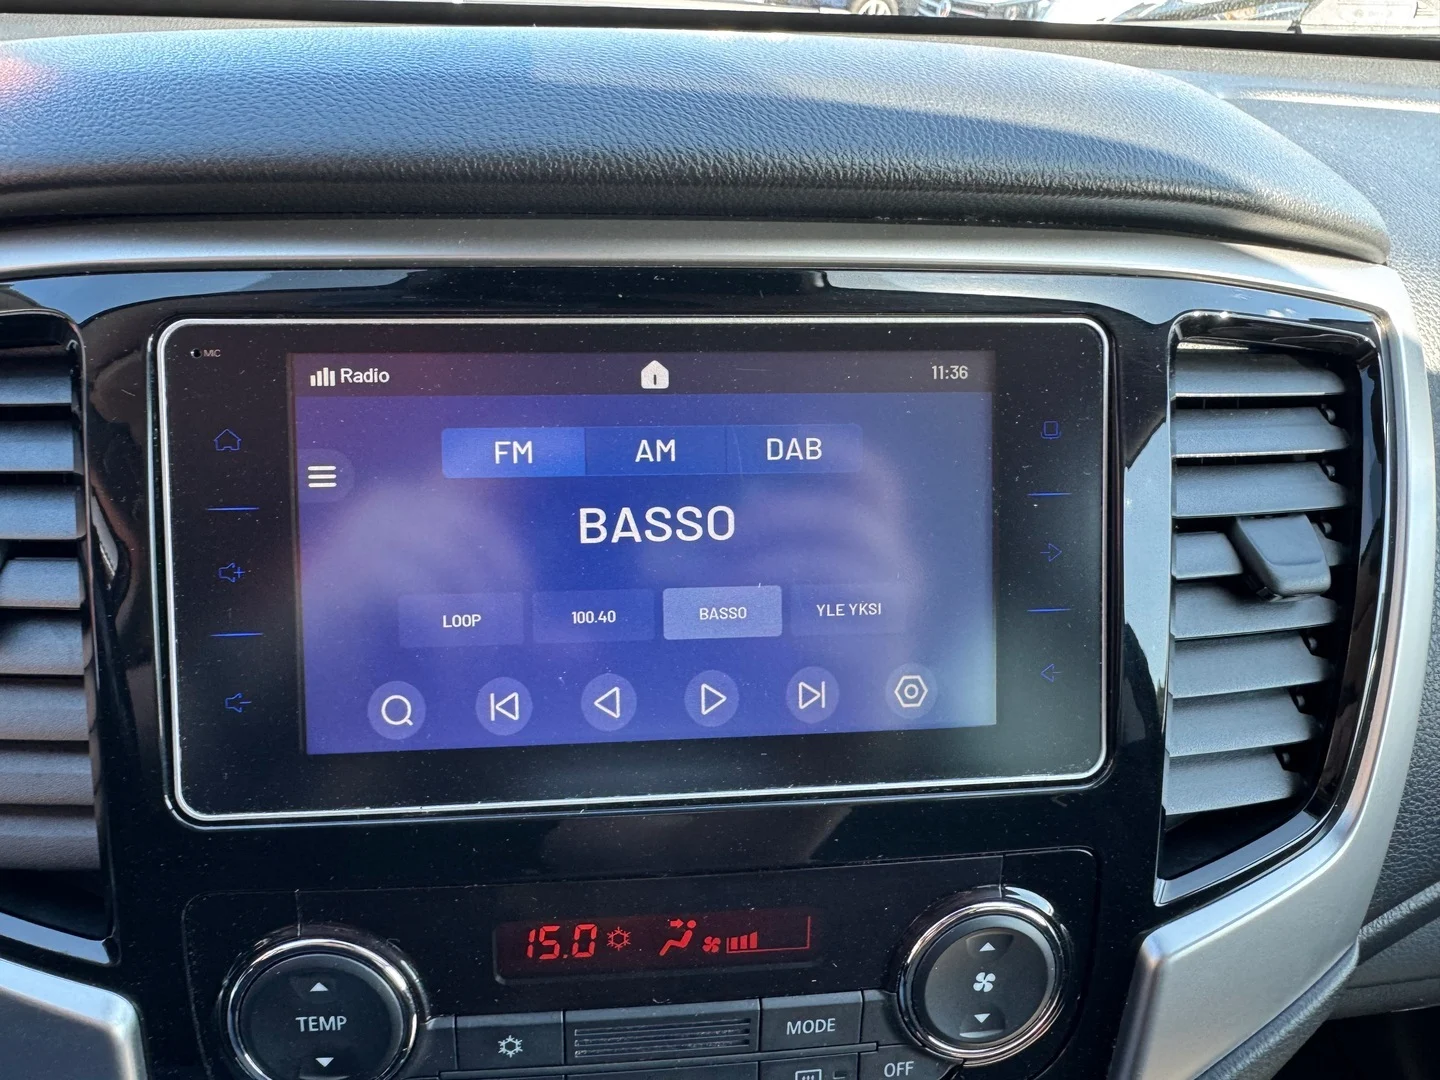 MIC
Radio
11:36
FM AM DAB
BASSO
LOOP 100.40 BASSO YLE YKSI
15.0
TEMP
MODE
OFF